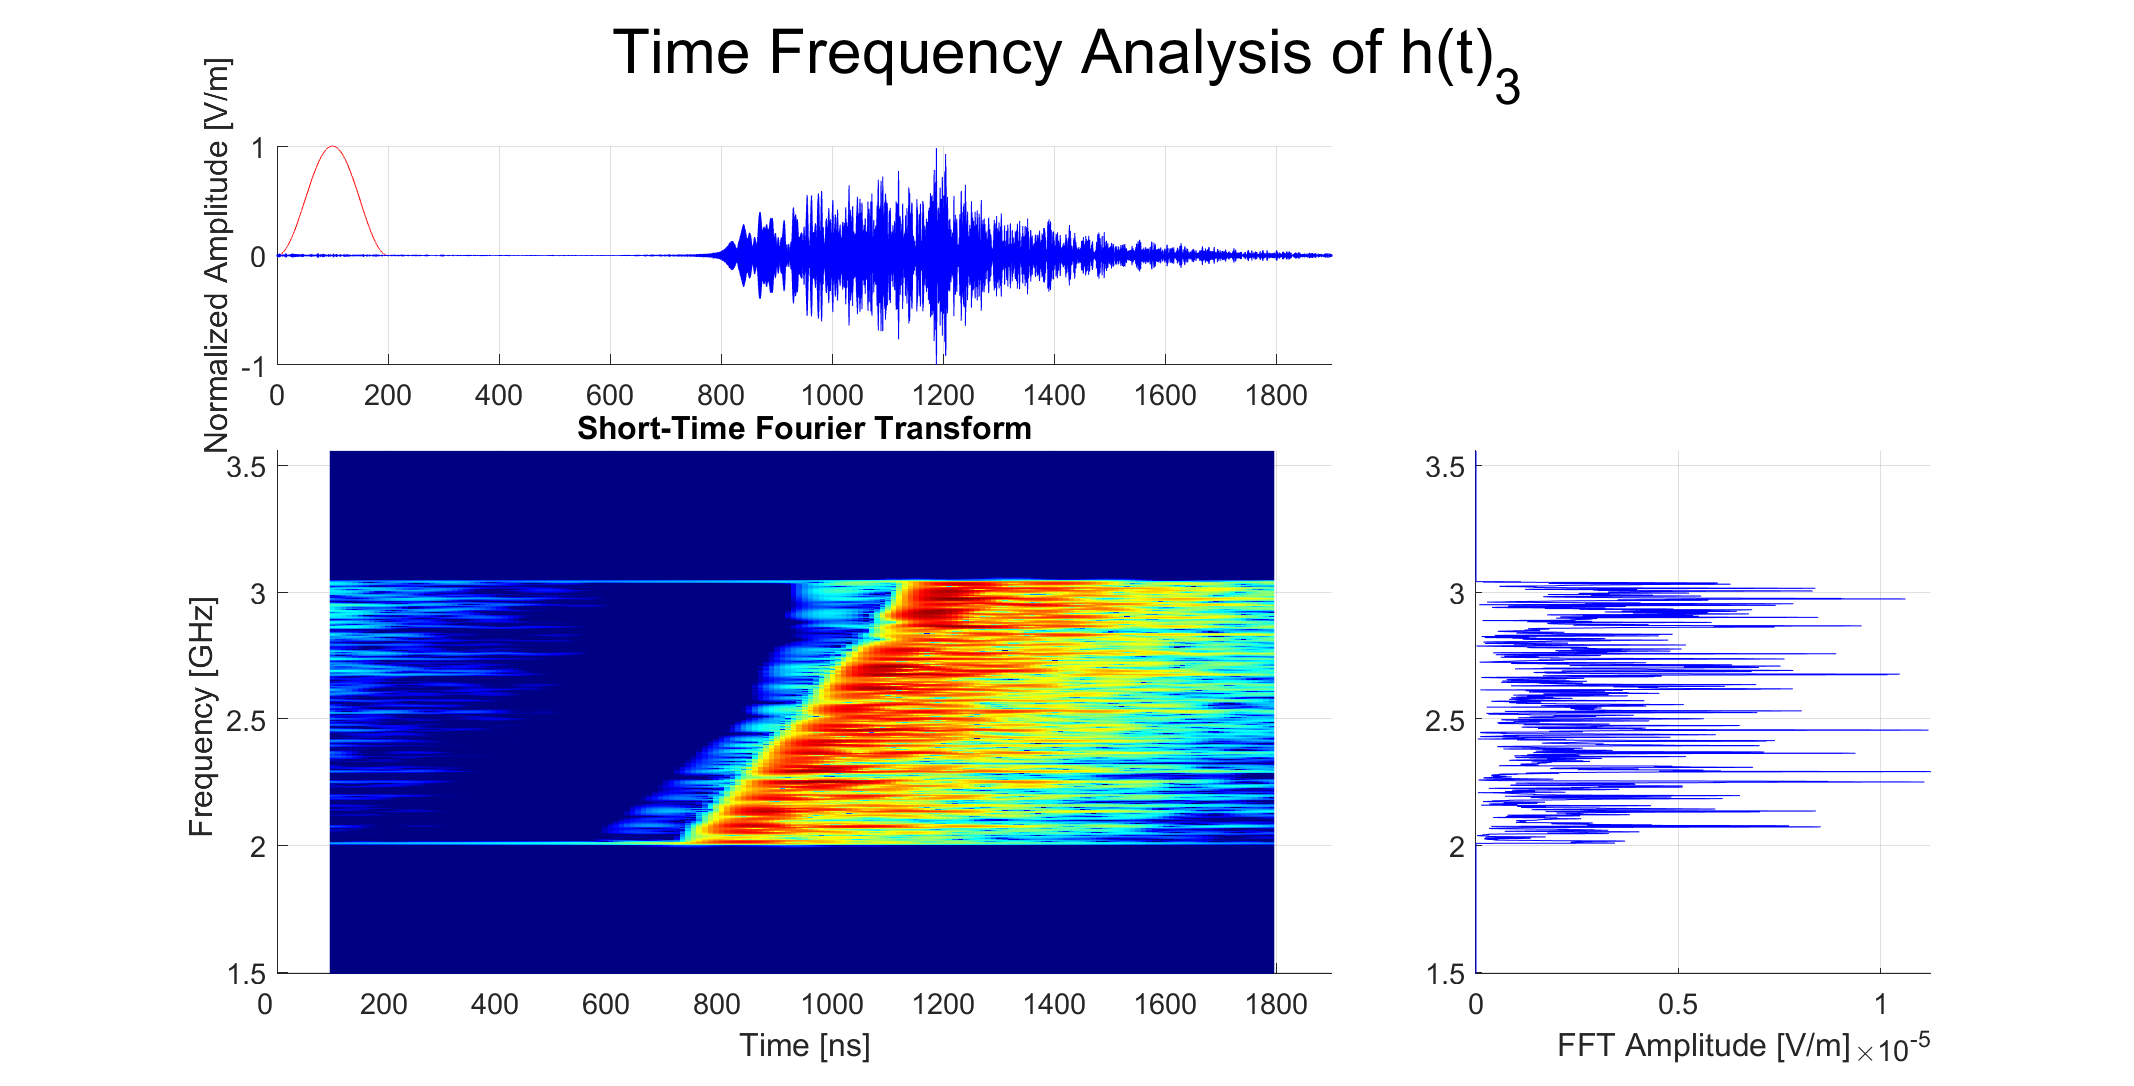 Time Frequency Analysis of h(t)3
Normalized Amplitude [V/m]
1
0
-1
0 200 400 600 800 1000 1200 1400 1600 1800
Short-Time Fourier Transform
Frequency [GHz]
3.5
3
2.5
2
1.5
0 200 400 600 800 1000 1200 1400 1600 1800
Time [ns]
3.5
3
2.5
2
1.5
0 0.5 1
FFT Amplitude [V/m] ×10-5